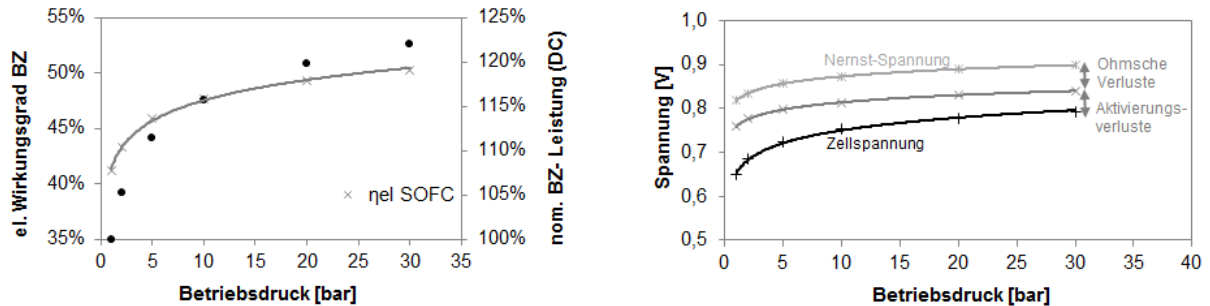 55%
50%
45%
40%
35%
125%
120%
115%
110%
105%
100%
0 5 10 15 20 25 30 35
el. Wirkungsgrad BZ
nom. BZ- Leistung (DC)
ηel SOFC
Betriebsdruck [bar]
1,0
0,9
0,8
0,7
0,6
0,5
0 5 10 15 20 25 30 35 40
Spannung [V]
Nernst-Spannung
Ohmsche
Verluste
Aktivierungs-
verluste
Zellspannung
Betriebsdruck [bar]